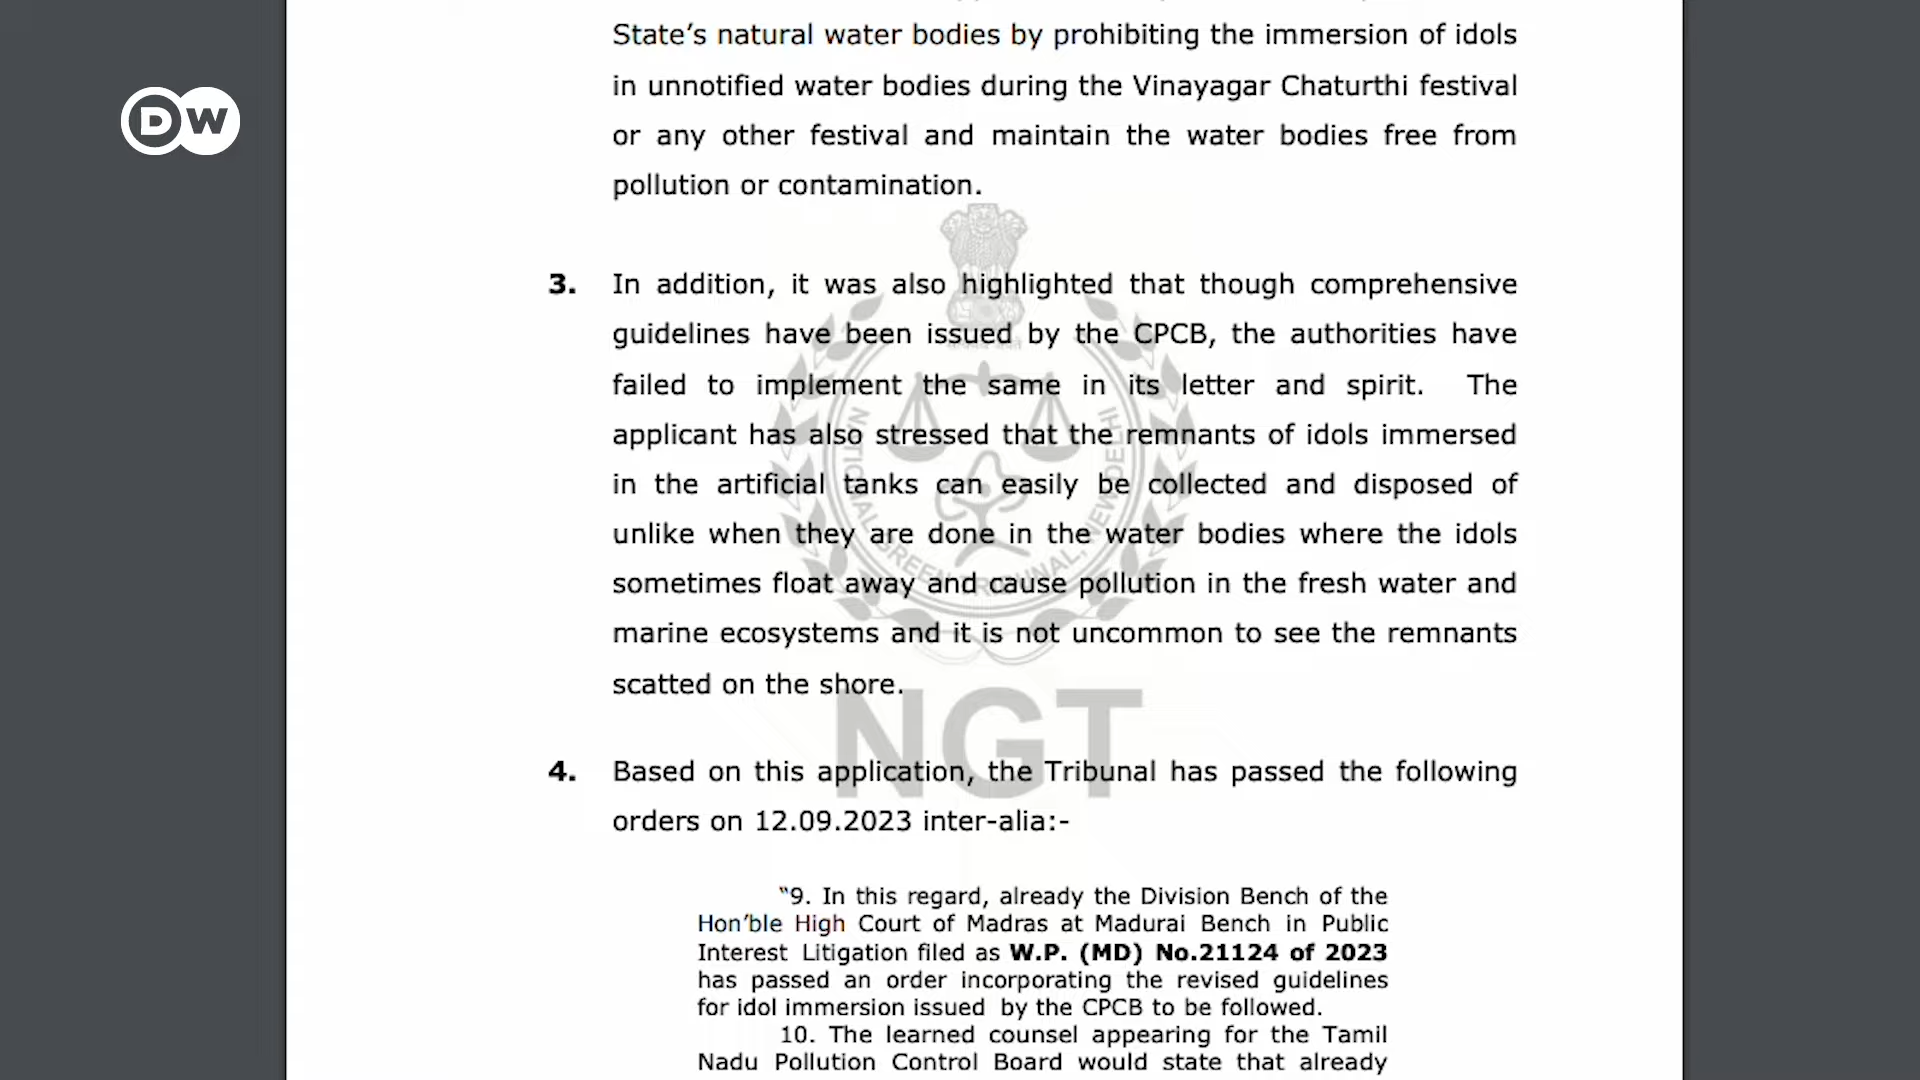 DW
State’s natural water bodies by prohibiting the immersion of idols
in unnotified water bodies during the Vinayagar Chaturthi festival
or any other festival and maintain the water bodies free from
pollution or contamination.
3. In addition, it was also highlighted that though comprehensive
guidelines have been issued by the CPCB, the authorities have
failed to implement the same in its letter and spirit. The
applicant has also stressed that the remnants of idols immersed
in the artificial tanks can easily be collected and disposed of
unlike when they are done in the water bodies where the idols
sometimes float away and cause pollution in the fresh water and
marine ecosystems and it is not uncommon to see the remnants
scatted on the shore.
NATIONAL GREEN TRIBUNAL, NEW DELHI
NGT
4. Based on this application, the Tribunal has passed the following
orders on 12.09.2023 inter-alia:-
“9. In this regard, already the Division Bench of the
Hon’ble High Court of Madras at Madurai Bench in Public
Interest Litigation filed as W.P. (MD) No.21124 of 2023
has passed an order incorporating the revised guidelines
for idol immersion issued by the CPCB to be followed.
10. The learned counsel appearing for the Tamil
Nadu Pollution Control Board would state that already